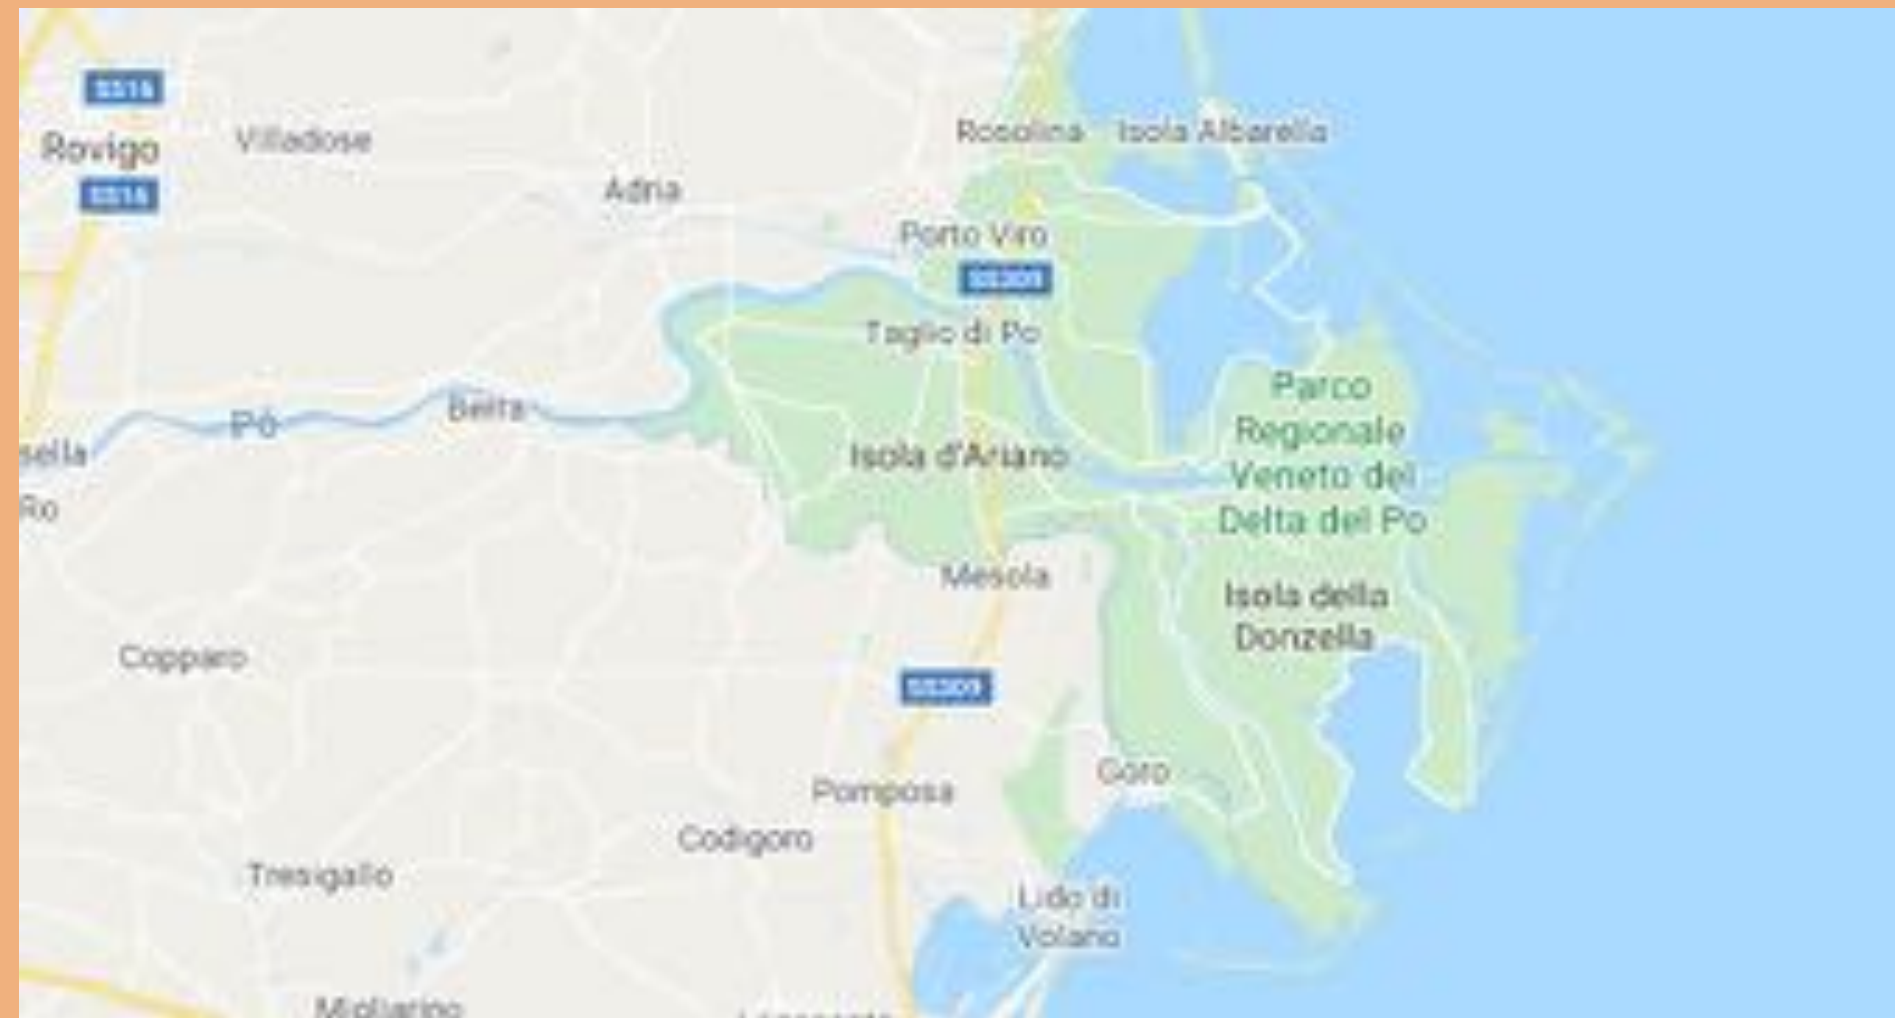 SS16
Rovigo
SS16
Villadose
Adria
Rosolina
Isola Albarella
Porto Viro
SS309
Taglio di Po
Po
Berra
sella
Ro
Isola d'Ariano
Parco
Regionale
Veneto del
Delta del Po
Mesola
Isola della
Donzella
Copparo
SS309
Goro
Pomposa
Codigoro
Tresigallo
Lido di
Volano
Migliarino